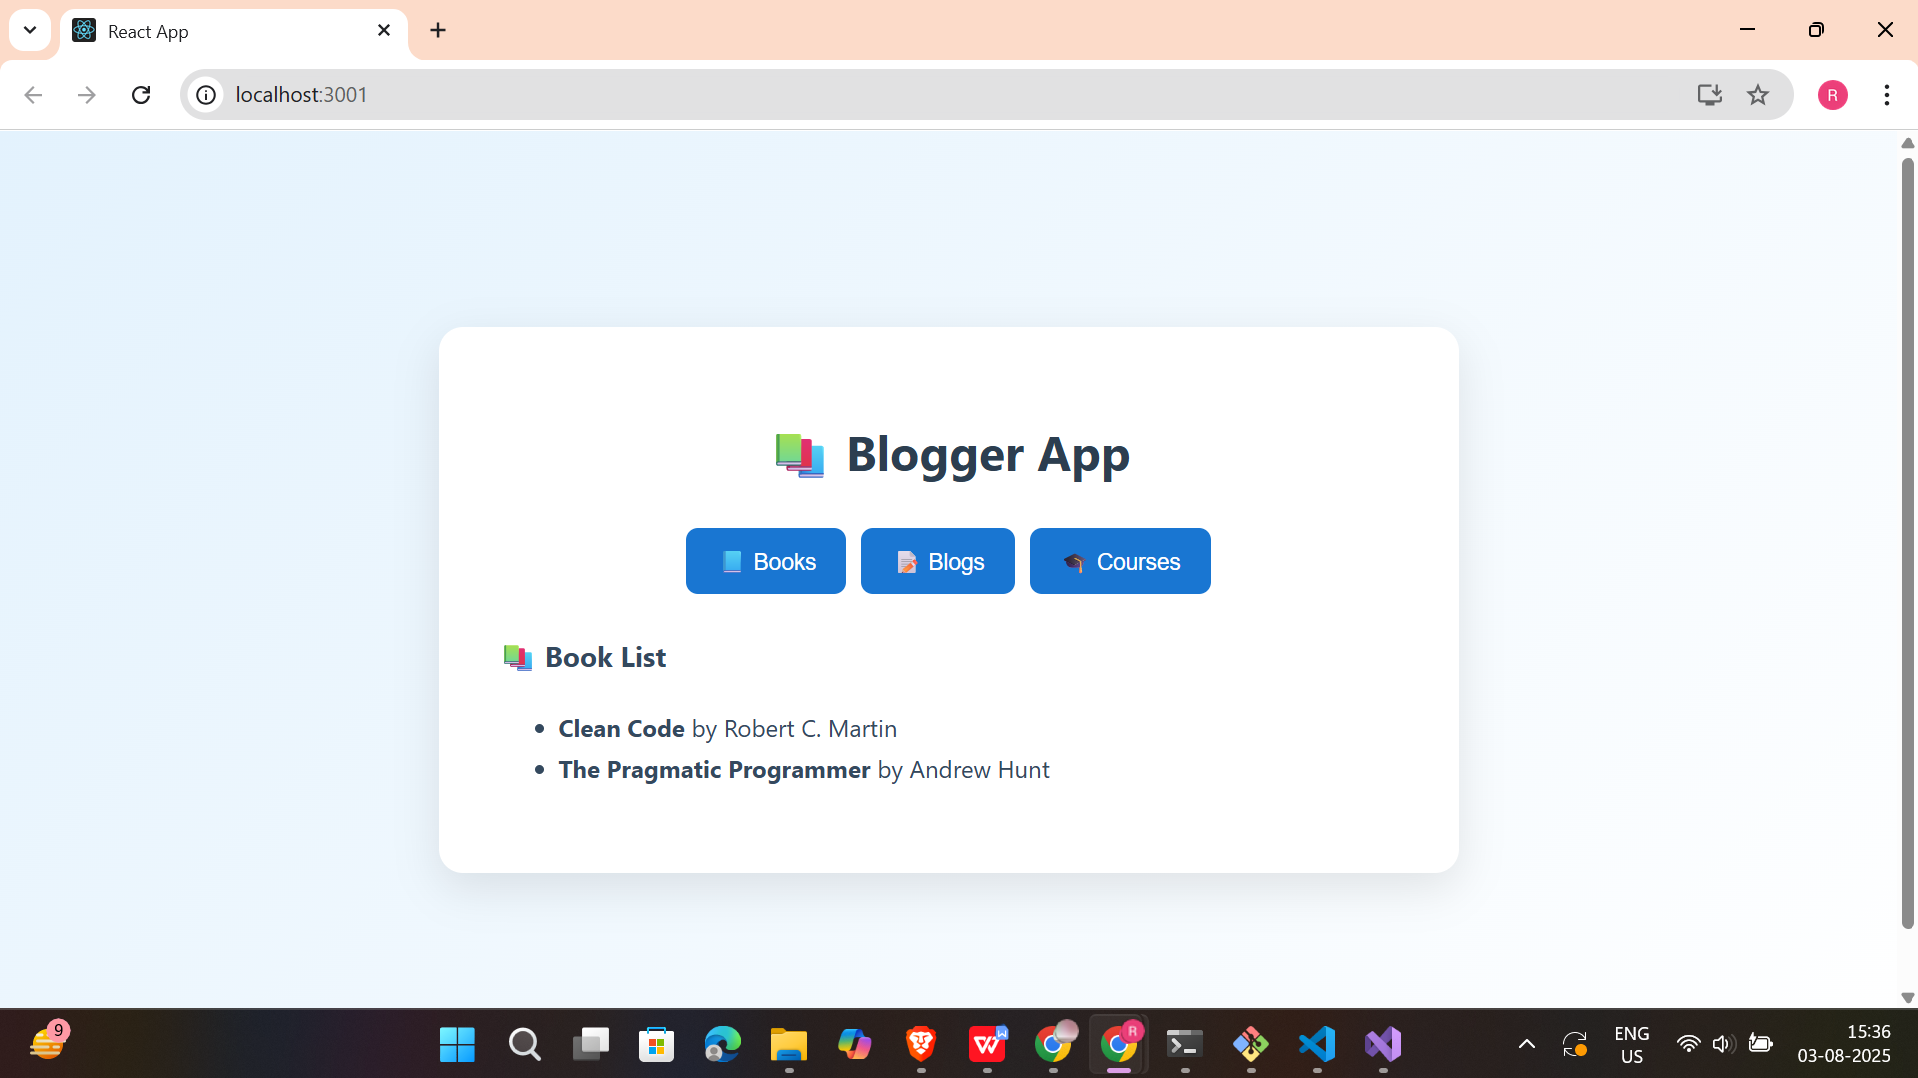 React App
localhost:3001
R
Blogger App
Books Blogs Courses
Book List
Clean Code by Robert C. Martin
The Pragmatic Programmer by Andrew Hunt
9
R
ENG
US
15:36
03-08-2025